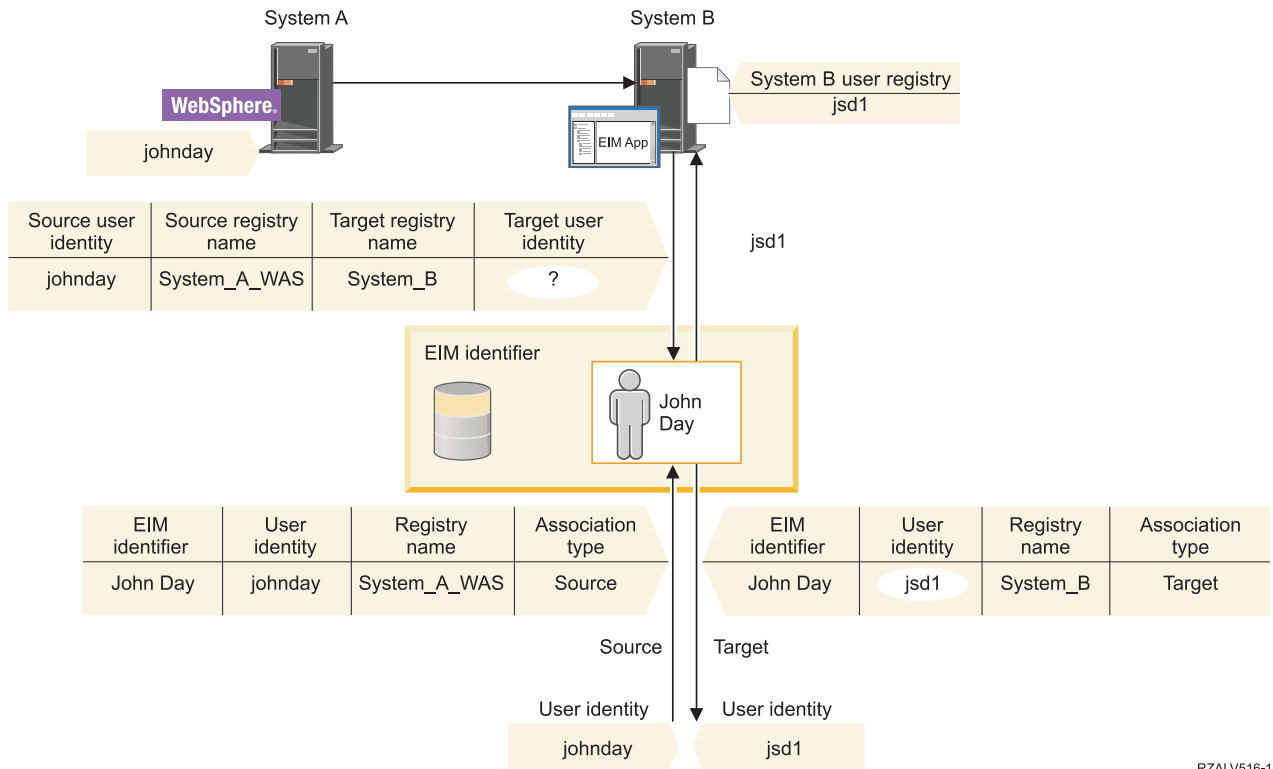 System A
System B
WebSphere.
johnday
EIM App
System B user registry
jsd1
Source user identity
Source registry name
Target registry name
Target user identity
johnday
System_A_WAS
System_B
?
jsd1
EIM identifier
John
Day
EIM identifier
User identity
Registry name
Association type
John Day
johnday
System_A_WAS
Source
EIM identifier
User identity
Registry name
Association type
John Day
jsd1
System_B
Target
Source
Target
User identity
johnday
User identity
jsd1
RZALV516-1